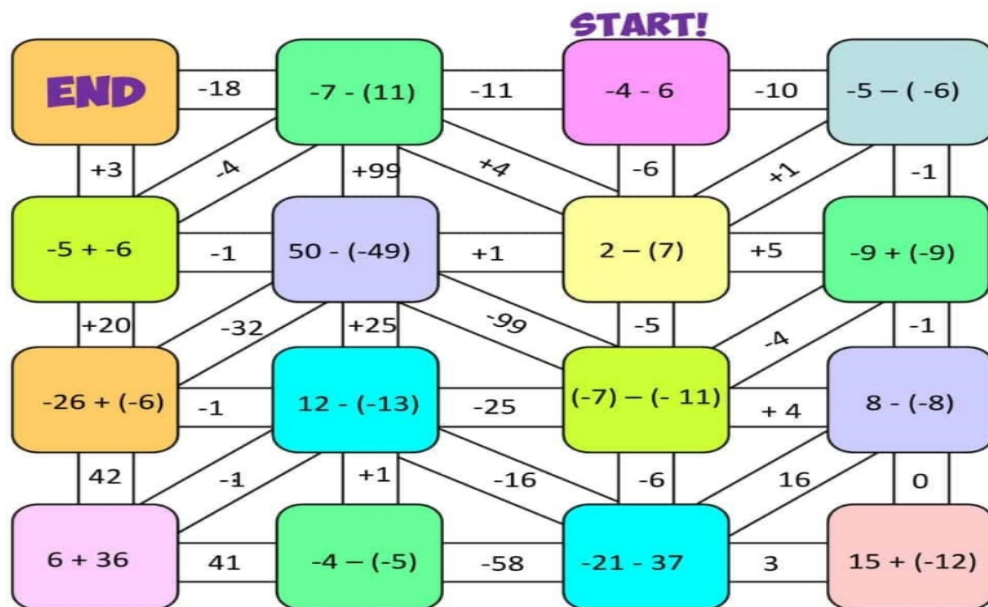 START!
END -18 -7 - (11) -11 -4 - 6 -10 -5 – ( -6)
+3 -4 +99 +4 -6 +1 -1
-5 + -6 -1 50 - (-49) +1 2 – (7) +5 -9 + (-9)
+20 -32 +25 -99 -5 -4 -1
-26 + (-6) -1 12 - (-13) -25 (-7) – (- 11) + 4 8 - (-8)
42 -1 +1 -16 -6 16 0
6 + 36 41 -4 – (-5) -58 -21 - 37 3 15 + (-12)